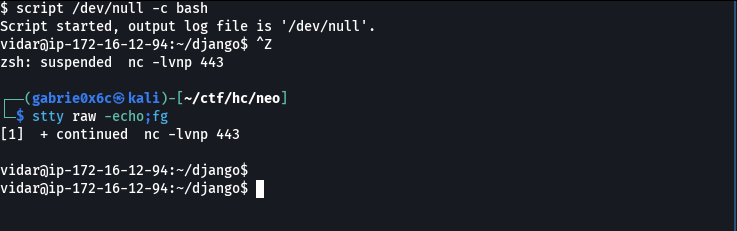 $ script /dev/null -c bash
Script started, output log file is '/dev/null'.
vidar@ip-172-16-12-94:~/django$ ^Z
zsh: suspended  nc -lvnp 443
┌──(gabrie0x6c㉿kali)-[~/ctf/hc/neo]
└─$ stty raw -echo;fg
[1]  + continued  nc -lvnp 443
vidar@ip-172-16-12-94:~/django$
vidar@ip-172-16-12-94:~/django$